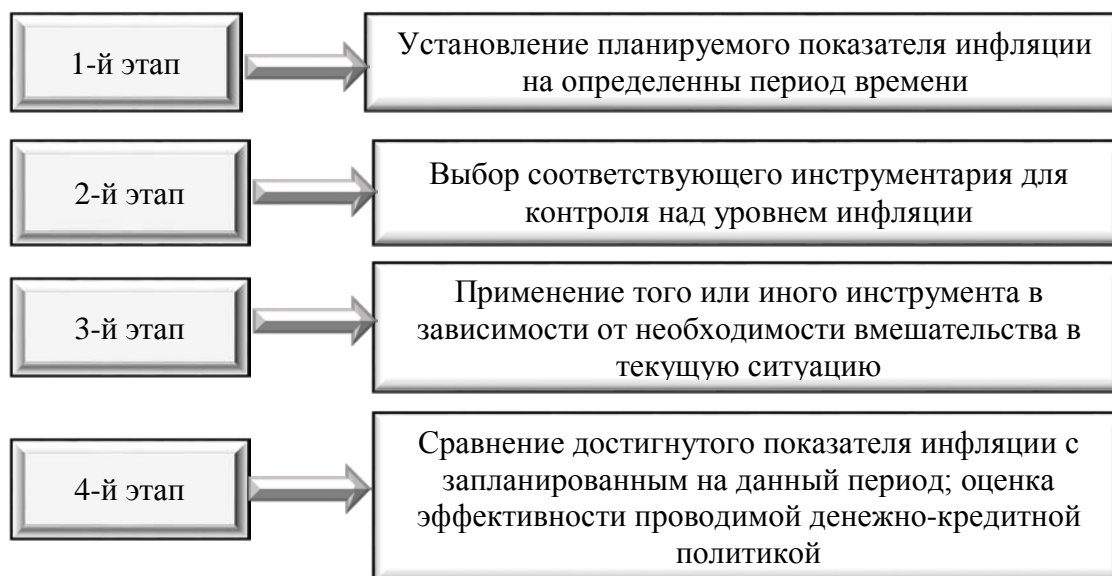 1-й этап
Установление планируемого показателя инфляции
на определенны период времени
2-й этап
Выбор соответствующего инструментария для
контроля над уровнем инфляции
3-й этап
Применение того или иного инструмента в
зависимости от необходимости вмешательства в
текущую ситуацию
4-й этап
Сравнение достигнутого показателя инфляции с
запланированным на данный период; оценка
эффективности проводимой денежно-кредитной
политикой